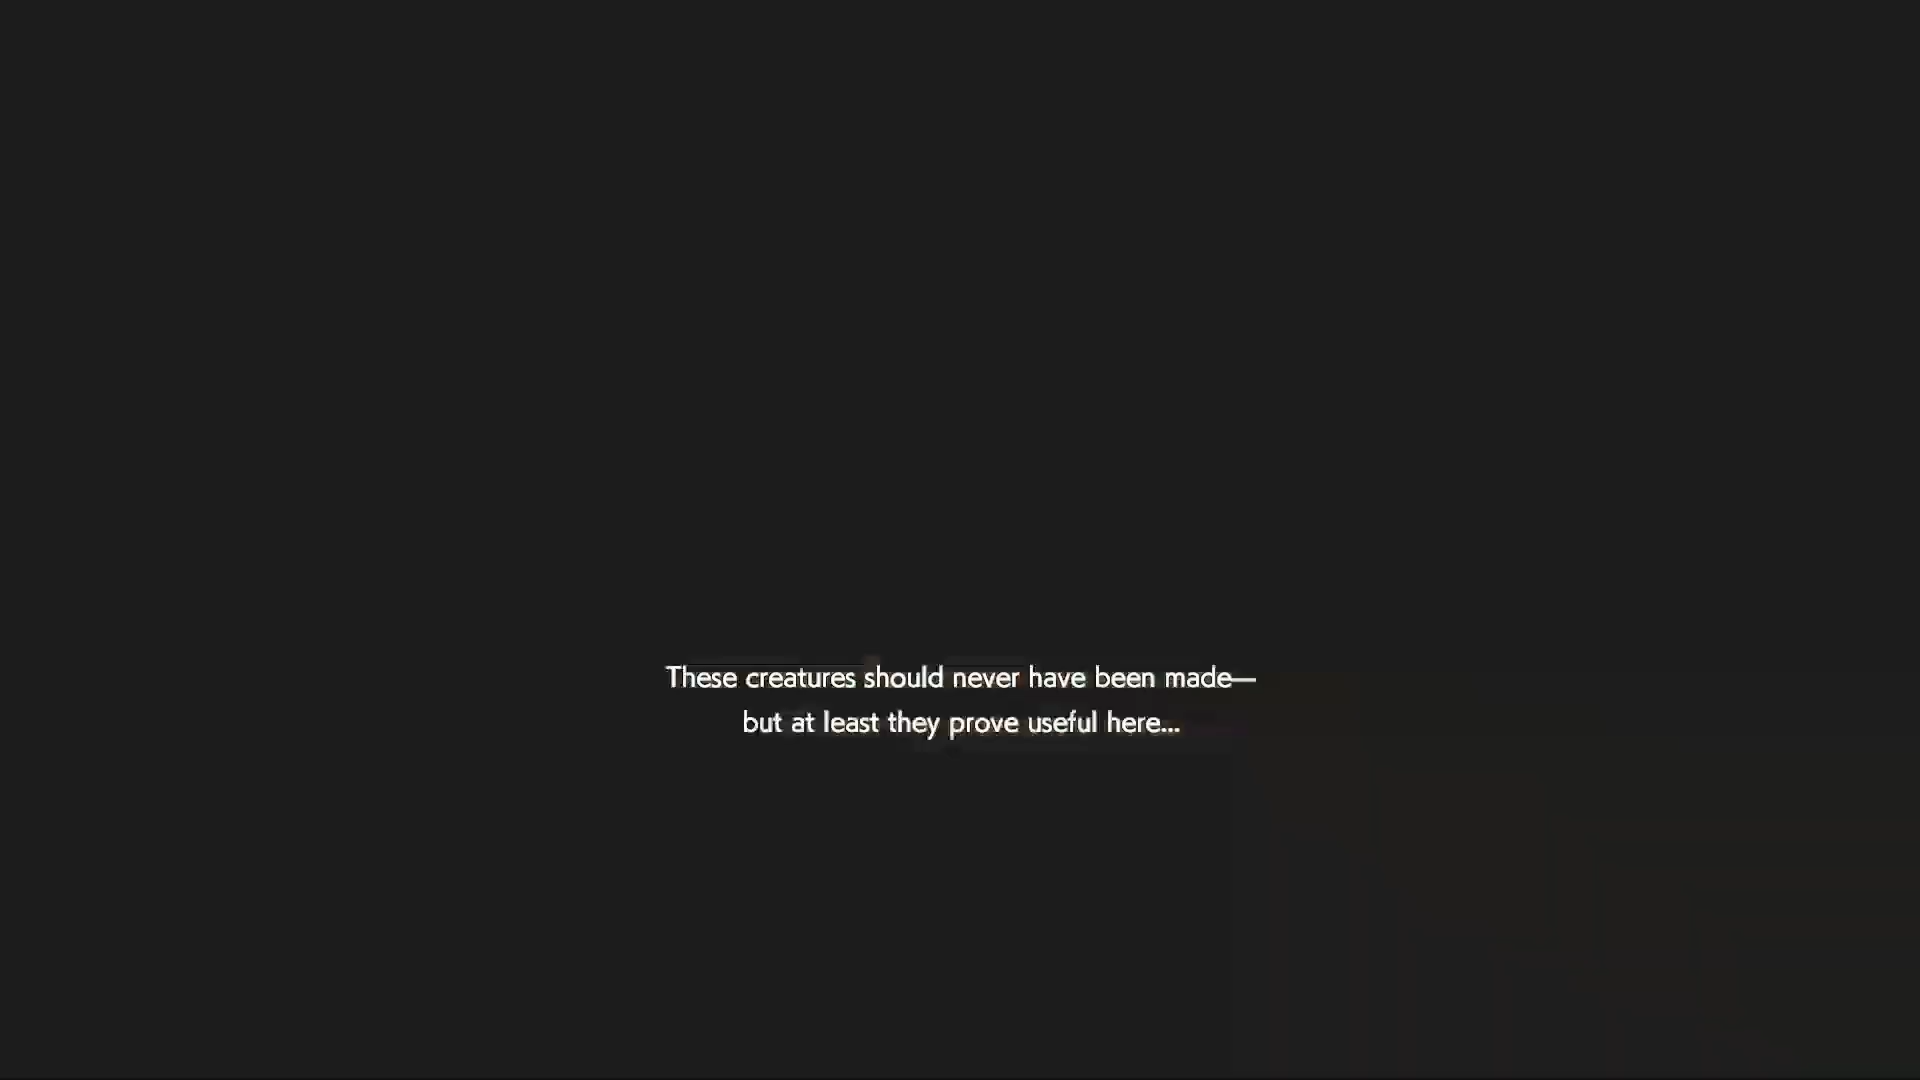 These creatures should never have been made—
but at least they prove useful here...